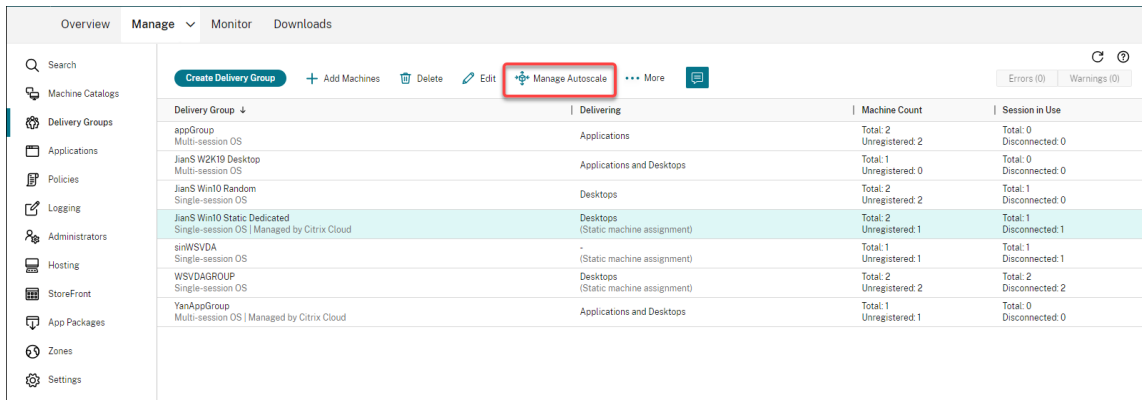 Overview Manage Monitor Downloads
Search
Machine Catalogs
Delivery Groups
Applications
Policies
Logging
Administrators
Hosting
StoreFront
App Packages
Zones
Settings
Create Delivery Group Add Machines Delete Edit Manage Autoscale More
Errors (0) Warnings (0)
Delivery Group ↓ Delivering Machine Count Session in Use
appGroup Applications Total: 2 Total: 0
Multi-session OS Unregistered: 2 Disconnected: 0
JianS W2K19 Desktop Applications and Desktops Total: 1 Total: 0
Multi-session OS Unregistered: 0 Disconnected: 0
JianS Win10 Random Desktops Total: 2 Total: 1
Single-session OS Unregistered: 2 Disconnected: 0
JianS Win10 Static Dedicated Desktops Total: 2 Total: 1
Single-session OS | Managed by Citrix Cloud (Static machine assignment) Unregistered: 1 Disconnected: 1
sinWSVDA - Total: 1 Total: 1
Single-session OS (Static machine assignment) Unregistered: 1 Disconnected: 1
WSVDAGROUP Desktops Total: 2 Total: 2
Single-session OS (Static machine assignment) Unregistered: 2 Disconnected: 2
YanAppGroup Applications and Desktops Total: 1 Total: 0
Multi-session OS | Managed by Citrix Cloud Unregistered: 1 Disconnected: 0